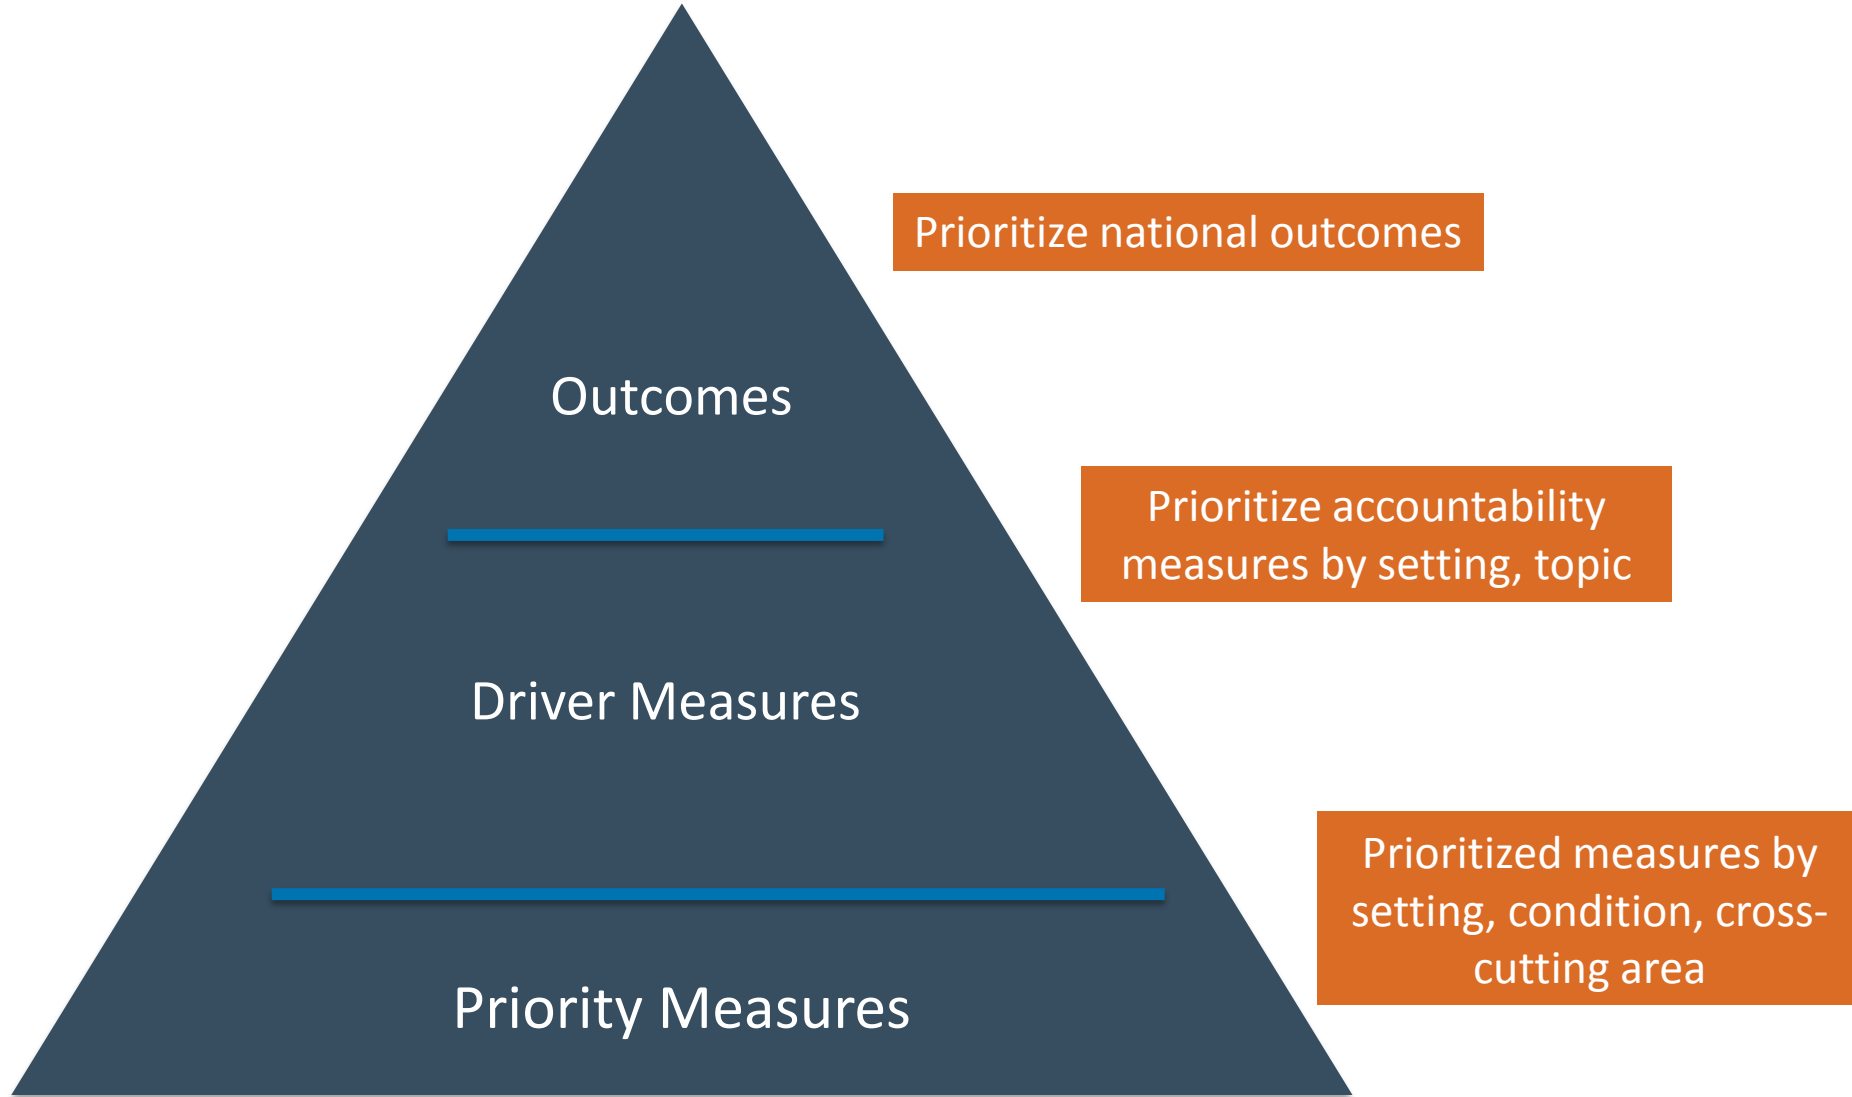 Prioritize national outcomes
Outcomes
Prioritize accountability
measures by setting, topic
Driver Measures
Prioritized measures by
setting, condition, cross-
cutting area
Priority Measures